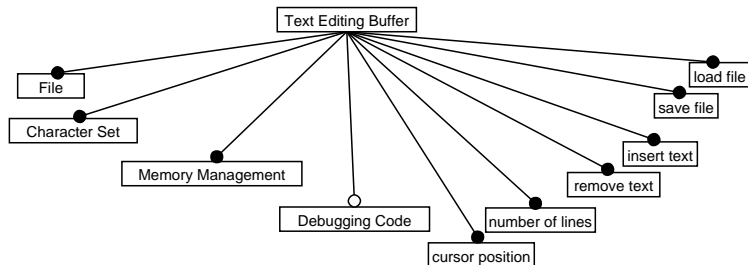 Text Editing Buffer
load file
File
save file
Character Set
insert text
Memory Management
remove text
Debugging Code
number of lines
cursor position